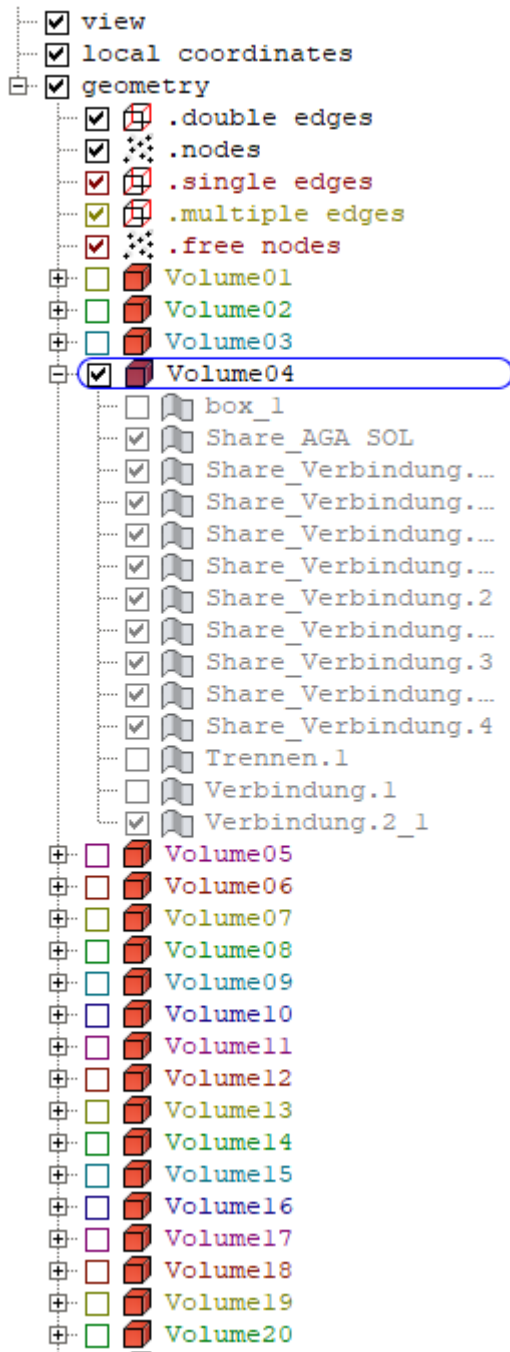 view
local coordinates
geometry
.double edges
.nodes
.single edges
.multiple edges
.free nodes
Volume01
Volume02
Volume03
Volume04
box_1
Share_AGA SOL
Share_Verbindung.…
Share_Verbindung.…
Share_Verbindung.…
Share_Verbindung.…
Share_Verbindung.2
Share_Verbindung.…
Share_Verbindung.3
Share_Verbindung.…
Share_Verbindung.4
Trennen.1
Verbindung.1
Verbindung.2_1
Volume05
Volume06
Volume07
Volume08
Volume09
Volume10
Volume11
Volume12
Volume13
Volume14
Volume15
Volume16
Volume17
Volume18
Volume19
Volume20